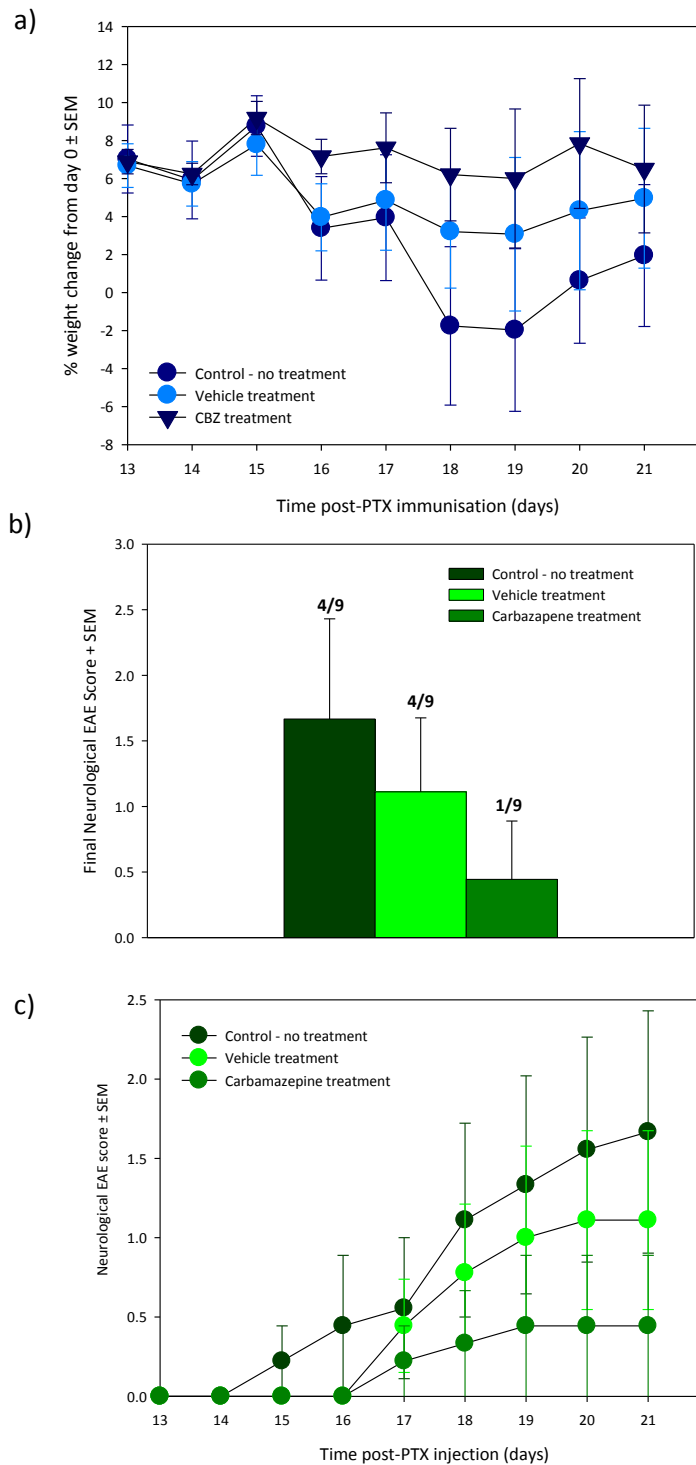 a)
14
12
10
8
6
4
2
0
-2
-4
-6
-8
% weight change from day 0 ± SEM
Control - no treatment
Vehicle treatment
CBZ treatment
13 14 15 16 17 18 19 20 21
Time post-PTX immunisation (days)
b)
3.0
2.5
2.0
1.5
1.0
0.5
0.0
Final Neurological EAE Score + SEM
Control - no treatment
Vehicle treatment
Carbazapene treatment
4/9
4/9
1/9
c)
2.5
2.0
1.5
1.0
0.5
0.0
Neurological EAE score ± SEM
Control - no treatment
Vehicle treatment
Carbamazepine treatment
13 14 15 16 17 18 19 20 21
Time post-PTX injection (days)